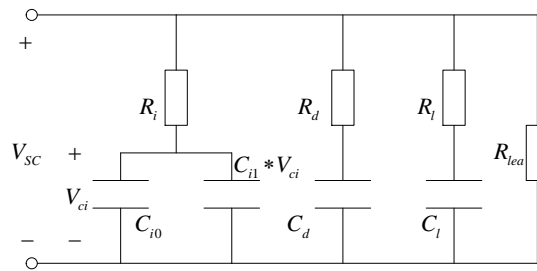 +
R_i
R_d
R_l
V_SC
+
C_i1 * V_ci
R_lea
V_ci
C_i0
C_d
C_l
−
−